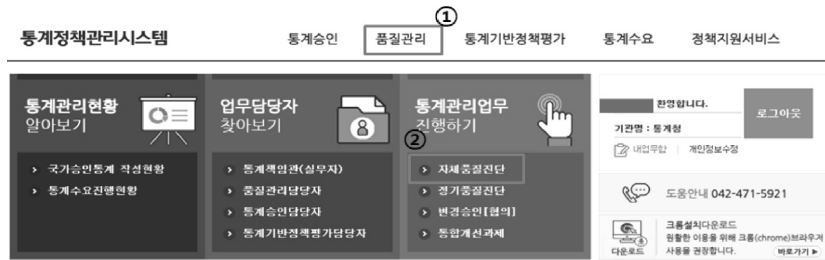 ①
통계정책관리시스템 통계승인 품질관리 통계기반정책평가 통계수요 정책지원서비스
통계관리현황
알아보기
› 국가승인통계 작성현황
› 통계수요진행현황
업무담당자
찾아보기
› 통계책임관(실무자)
› 품질관리담당자
› 통계승인담당자
› 통계기반정책평가담당자
통계관리업무
진행하기
②
› 자체품질진단
› 정기품질진단
› 변경승인[협의]
› 통합개선과제
환영합니다.
로그아웃
기관명 : 통계청
내업무함 | 개인정보수정
도움안내 042-471-5921
크롬설치다운로드
원활한 이용을 위해 크롬(chrome)브라우저
다운로드 사용을 권장합니다. 바로가기 ▶